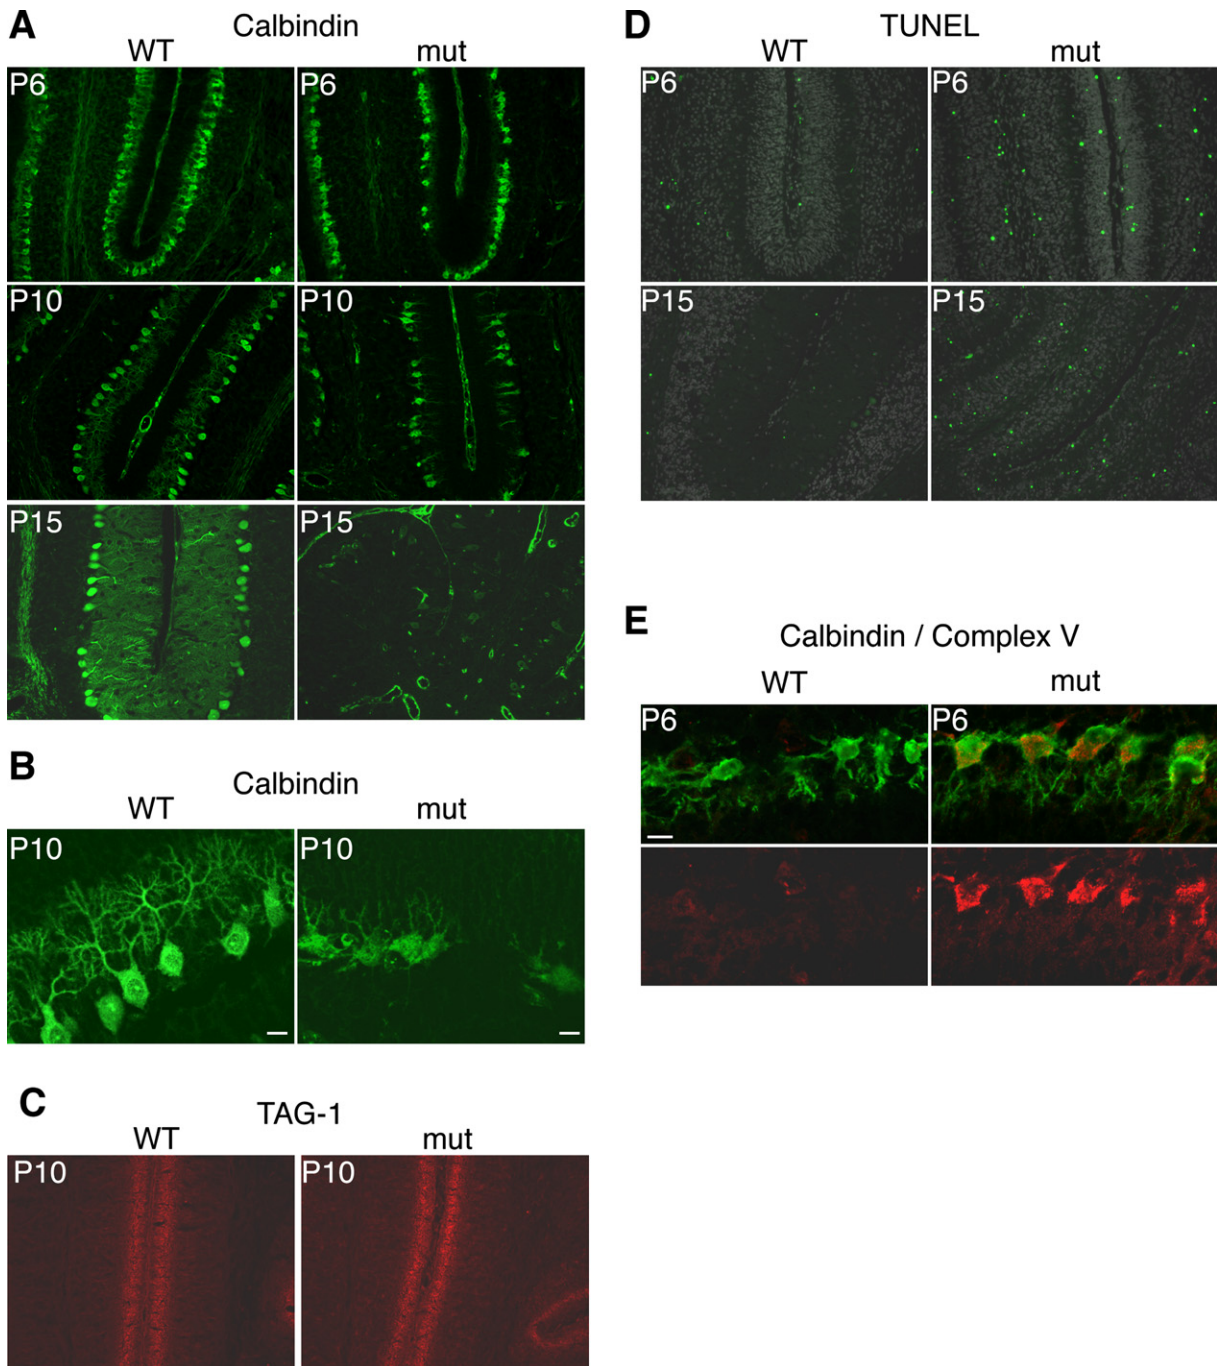 A
Calbindin
WT mut
P6 P6
P10 P10
P15 P15
B
Calbindin
WT mut
P10 P10
C
TAG-1
WT mut
P10 P10
D
TUNEL
WT mut
P6 P6
P15 P15
E
Calbindin / Complex V
WT mut
P6 P6